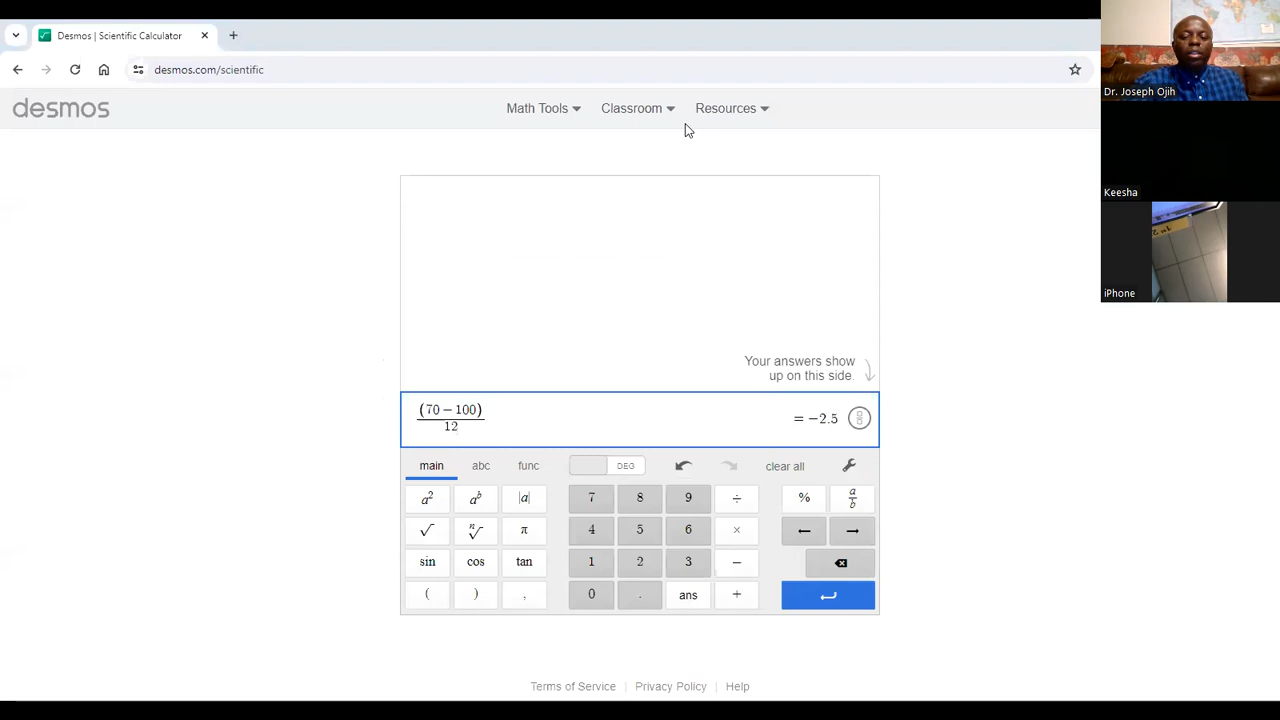 Desmos | Scientific Calculator
desmos.com/scientific
desmos
Math Tools
Classroom
Resources
Dr. Joseph Ojih
Keesha
iPhone
Your answers show
up on this side.
(70 − 100)
12
= −2.5
main abc func DEG clear all
a² aᵇ |a| 7 8 9 ÷ % a/b
√ ⁿ√ π 4 5 6 × ← →
sin cos tan 1 2 3 −
( ) , 0 . ans +
Terms of Service | Privacy Policy | Help